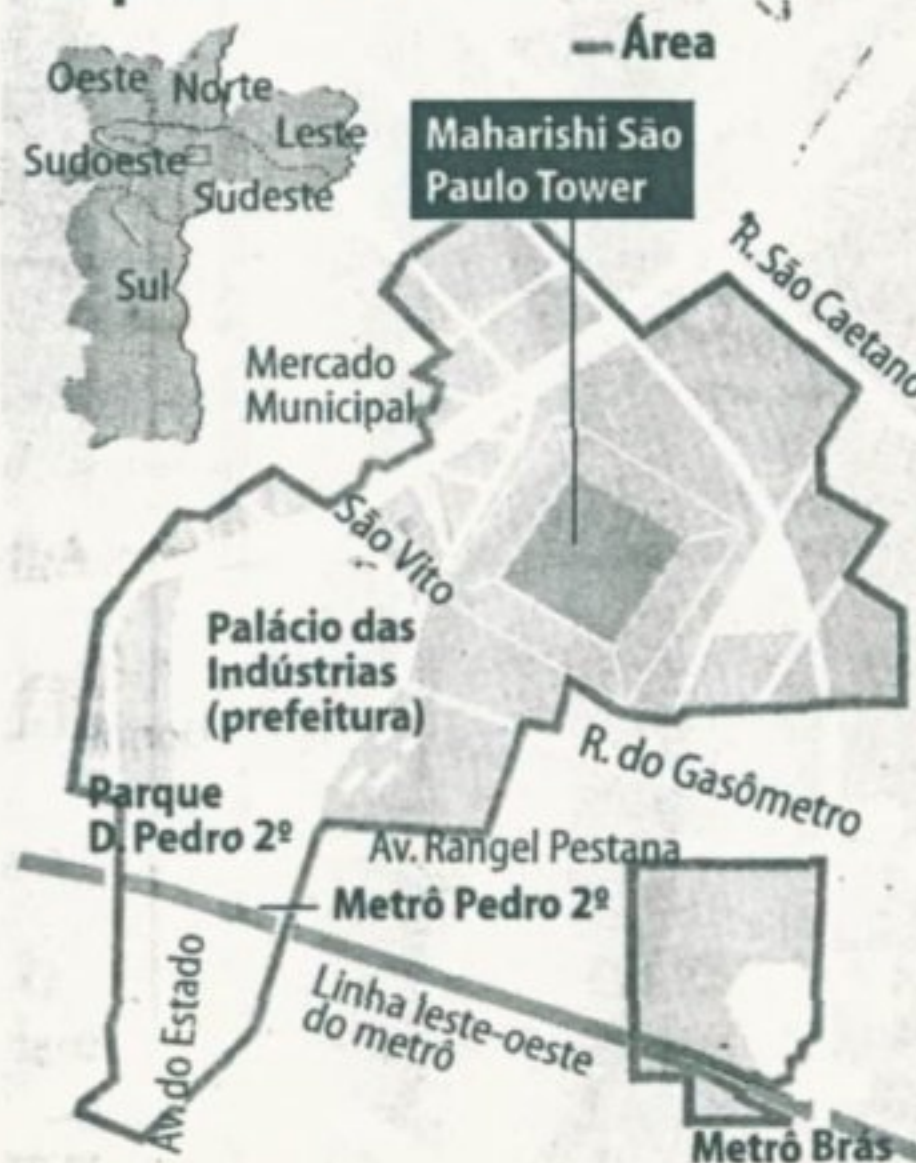 Área
Oeste
Norte
Leste
Sudoeste
Sudeste
Sul
Maharishi São
Paulo Tower
R. São Caetano
Mercado
Municipal
São Vito
Palácio das
Indústrias
(prefeitura)
R. do Gasômetro
Parque
D. Pedro 2º
Av. Rangel Pestana
Metrô Pedro 2º
Av. do Estado
Linha leste-oeste
do metrô
Metrô Brás